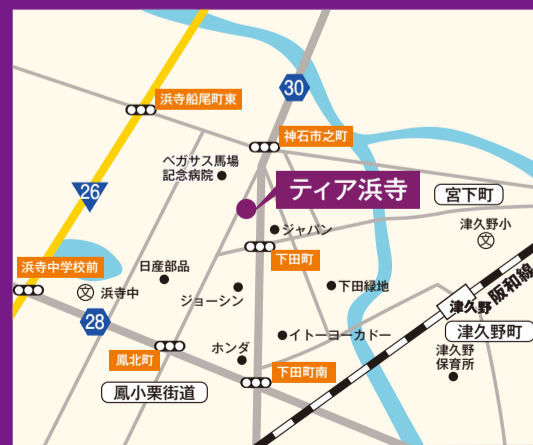 30
浜寺船尾町東
神石市之町
ベガサス馬場
記念病院
26
ティア浜寺
宮下町
ジャパン
津久野小
文
下田町
浜寺中学校前
日産部品
文
浜寺中
ジョーシン
下田緑地
阪和線
津久野
28
イトーヨーカドー
津久野町
鳳北町
ホンダ
津久野
保育所
下田町南
鳳小栗街道